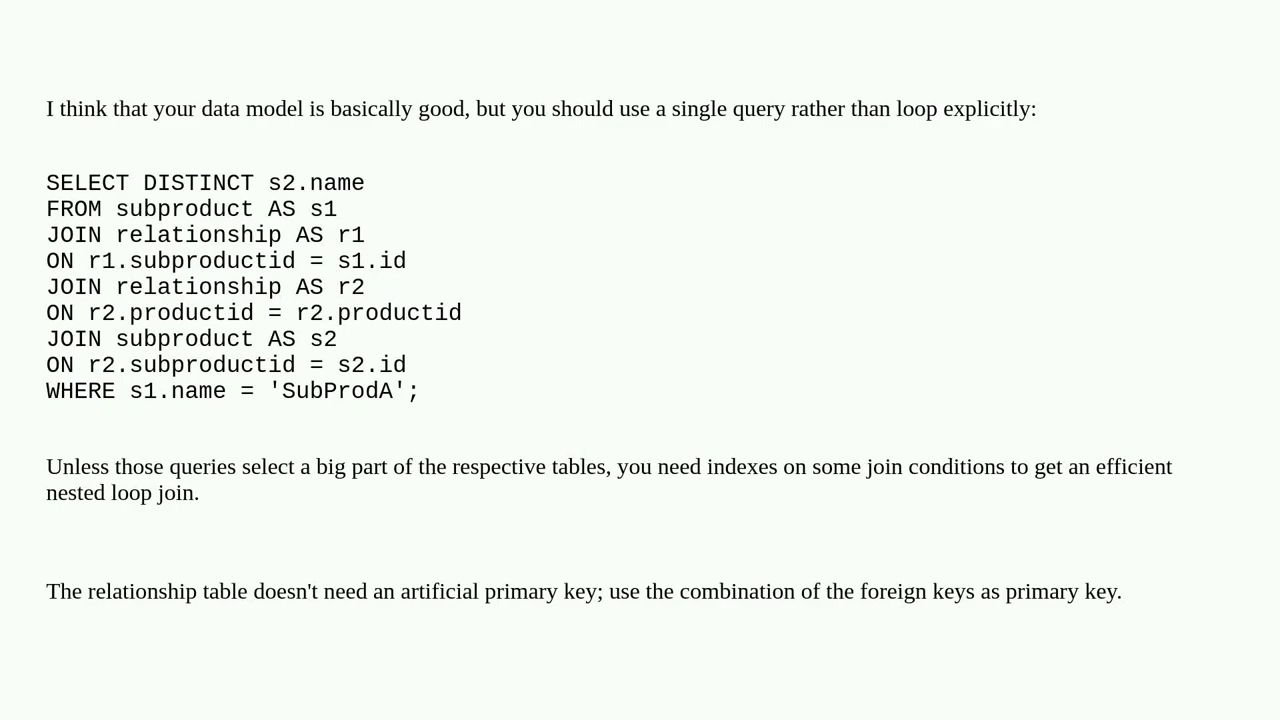 I think that your data model is basically good, but you should use a single query rather than loop explicitly:
SELECT DISTINCT s2.name
FROM subproduct AS s1
JOIN relationship AS r1
ON r1.subproductid = s1.id
JOIN relationship AS r2
ON r2.productid = r2.productid
JOIN subproduct AS s2
ON r2.subproductid = s2.id
WHERE s1.name = 'SubProdA';
Unless those queries select a big part of the respective tables, you need indexes on some join conditions to get an efficient
nested loop join.
The relationship table doesn't need an artificial primary key; use the combination of the foreign keys as primary key.